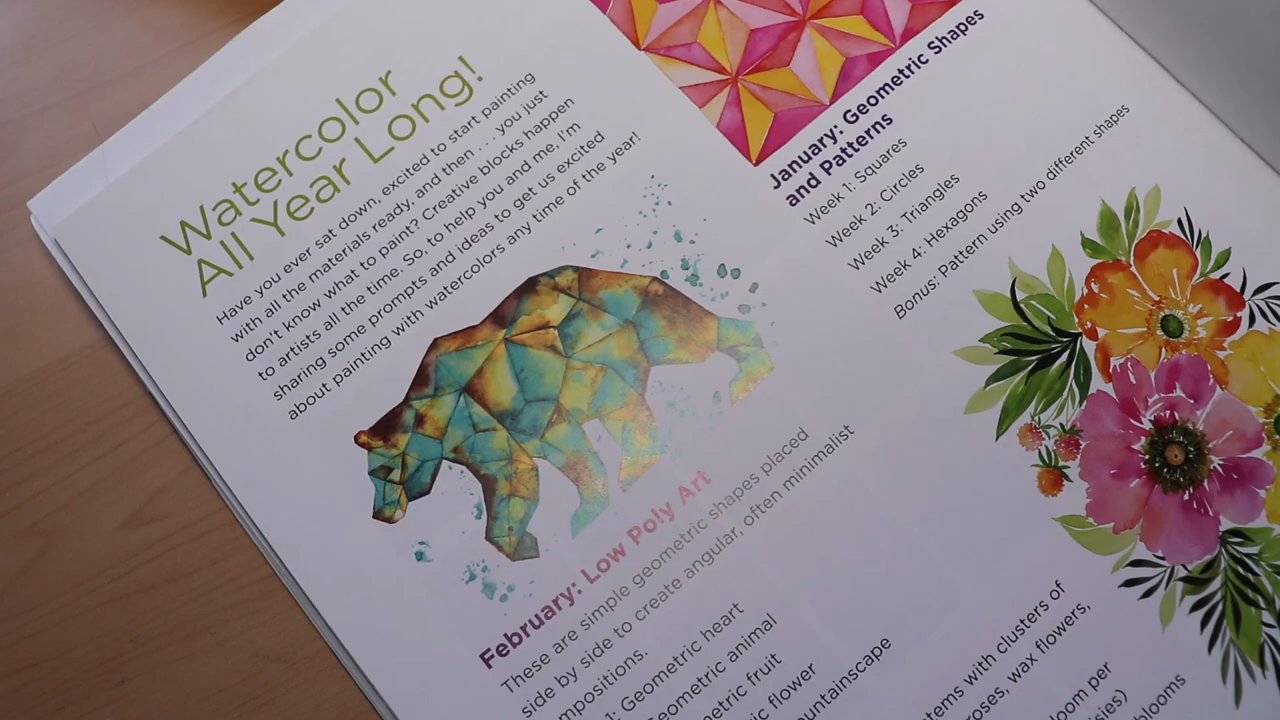 Watercolor
All Year Long!
Have you ever sat down, excited to start painting
with all the materials ready, and then . . . you just
don't know what to paint? Creative blocks happen
to artists all the time. So, to help you and me, I'm
sharing some prompts and ideas to get us excited
about painting with watercolors any time of the year!
January: Geometric Shapes
and Patterns
Week 1: Squares
Week 2: Circles
Week 3: Triangles
Week 4: Hexagons
Bonus: Pattern using two different shapes
February: Low Poly Art
These are simple geometric shapes placed
side by side to create angular, often minimalist
1: Geometric heart
Geometric animal
fruit
flower
with clusters of
roses, wax flowers,
per
blooms